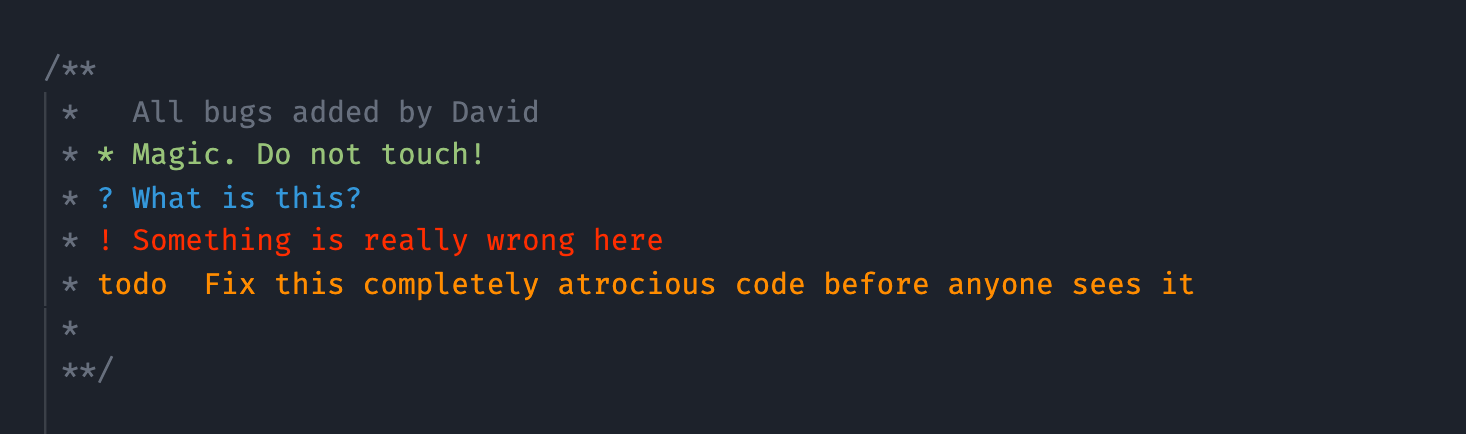 /**
*   All bugs added by David
* * Magic. Do not touch!
* ? What is this?
* ! Something is really wrong here
* todo  Fix this completely atrocious code before anyone sees it
*
**/